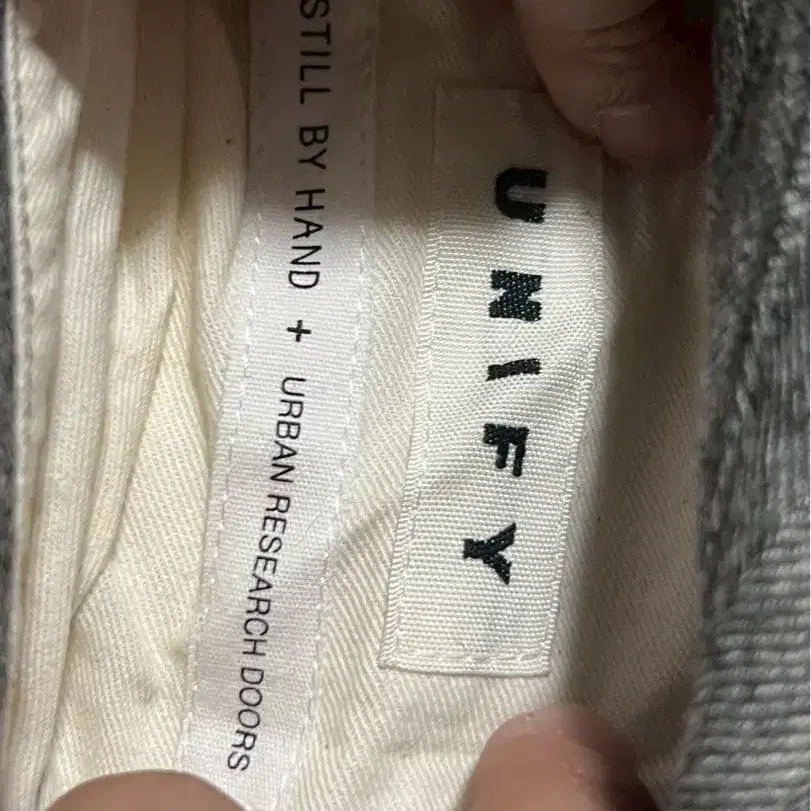 UNIFY
STILL BY HAND + URBAN RESEARCH DOORS